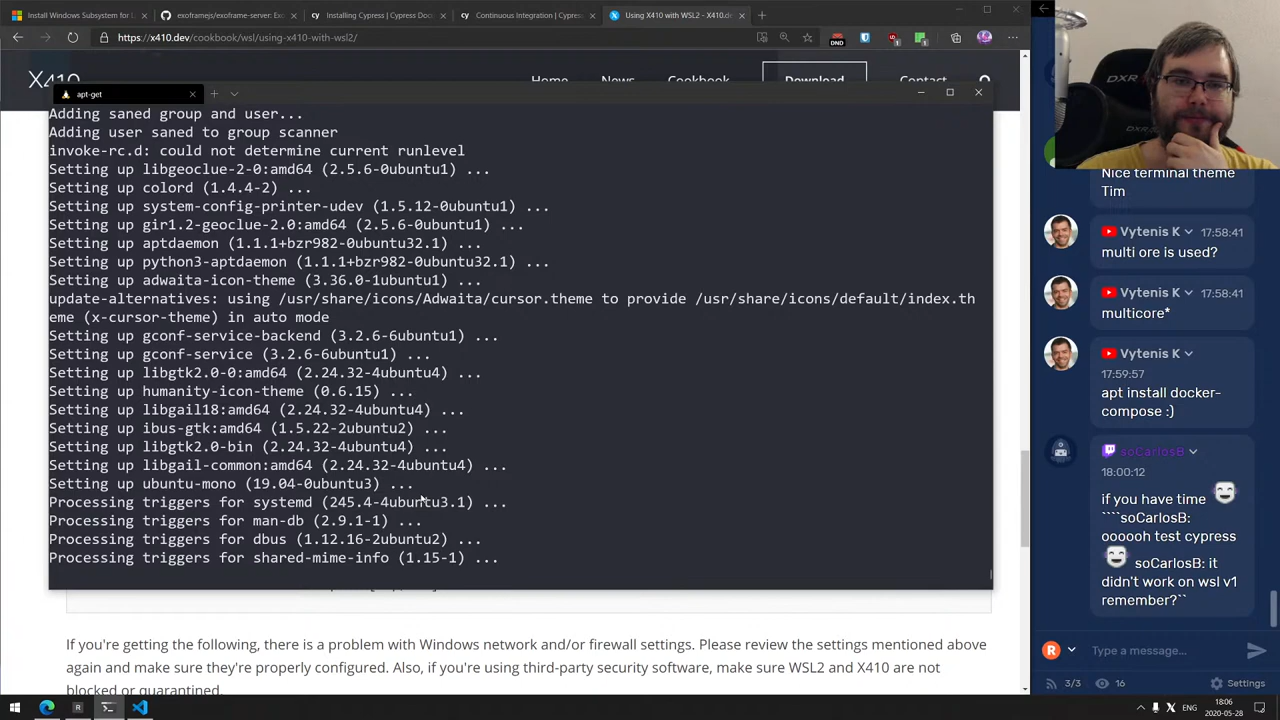 Install Windows Subsystem for L
exoframejs/exoframe-server: Exo
cy Installing Cypress | Cypress Doc
cy Continuous Integration | Cypres
X Using X410 with WSL2 - X410.de
https://x410.dev/cookbook/wsl/using-x410-with-wsl2/
DND
1
1
X410
Home
News
Cookbook
Download
Contact
apt-get
Adding saned group and user...
Adding user saned to group scanner
invoke-rc.d: could not determine current runlevel
Setting up libgeoclue-2-0:amd64 (2.5.6-0ubuntu1) ...
Setting up colord (1.4.4-2) ...
Setting up system-config-printer-udev (1.5.12-0ubuntu1) ...
Setting up gir1.2-geoclue-2.0:amd64 (2.5.6-0ubuntu1) ...
Setting up aptdaemon (1.1.1+bzr982-0ubuntu32.1) ...
Setting up python3-aptdaemon (1.1.1+bzr982-0ubuntu32.1) ...
Setting up adwaita-icon-theme (3.36.0-1ubuntu1) ...
update-alternatives: using /usr/share/icons/Adwaita/cursor.theme to provide /usr/share/icons/default/index.th
eme (x-cursor-theme) in auto mode
Setting up gconf-service-backend (3.2.6-6ubuntu1) ...
Setting up gconf-service (3.2.6-6ubuntu1) ...
Setting up libgtk2.0-0:amd64 (2.24.32-4ubuntu4) ...
Setting up humanity-icon-theme (0.6.15) ...
Setting up libgail18:amd64 (2.24.32-4ubuntu4) ...
Setting up ibus-gtk:amd64 (1.5.22-2ubuntu2) ...
Setting up libgtk2.0-bin (2.24.32-4ubuntu4) ...
Setting up libgail-common:amd64 (2.24.32-4ubuntu4) ...
Setting up ubuntu-mono (19.04-0ubuntu3) ...
Processing triggers for systemd (245.4-4ubuntu3.1) ...
Processing triggers for man-db (2.9.1-1) ...
Processing triggers for dbus (1.12.16-2ubuntu2) ...
Processing triggers for shared-mime-info (1.15-1) ...
If you're getting the following, there is a problem with Windows network and/or firewall settings. Please review the settings mentioned above
again and make sure they're properly configured. Also, if you're using third-party security software, make sure WSL2 and X410 are not
blocked or quarantined.
DXR
Nice terminal theme
Tim
Vytenis K 17:58:41
multi ore is used?
Vytenis K 17:58:41
multicore*
Vytenis K 17:59:57
apt install docker-
compose :)
soCarlosB
18:00:12
if you have time
````soCarlosB:
oooooh test cypress
soCarlosB: it
didn't work on wsl v1
remember?``
R
Type a message...
3/3
16
Settings
R
ENG
18:06
2020-05-28